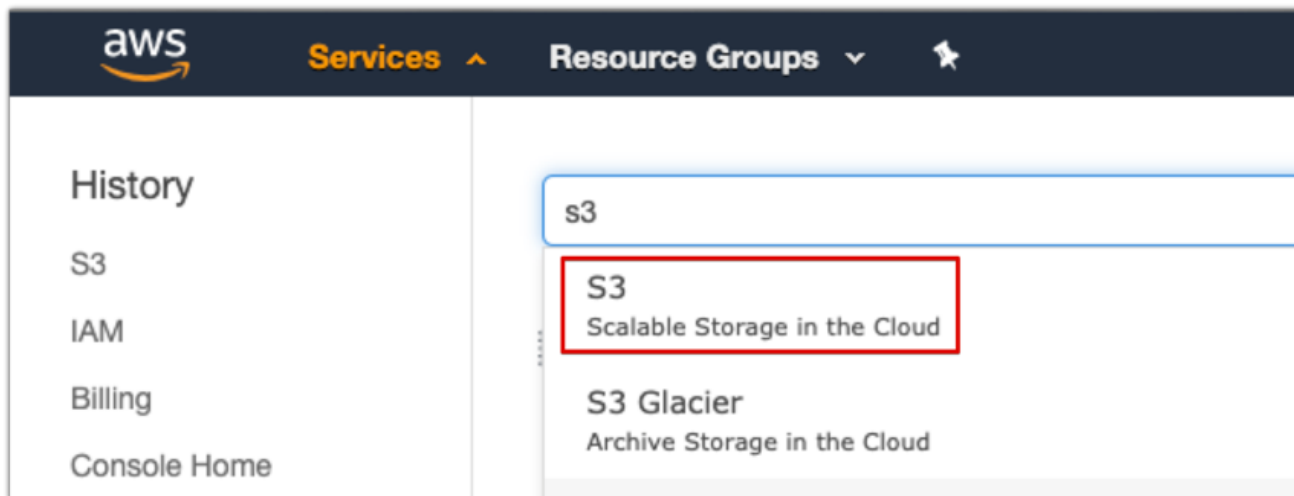 aws
Services
Resource Groups
History
S3
IAM
Billing
Console Home
s3
S3
Scalable Storage in the Cloud
S3 Glacier
Archive Storage in the Cloud